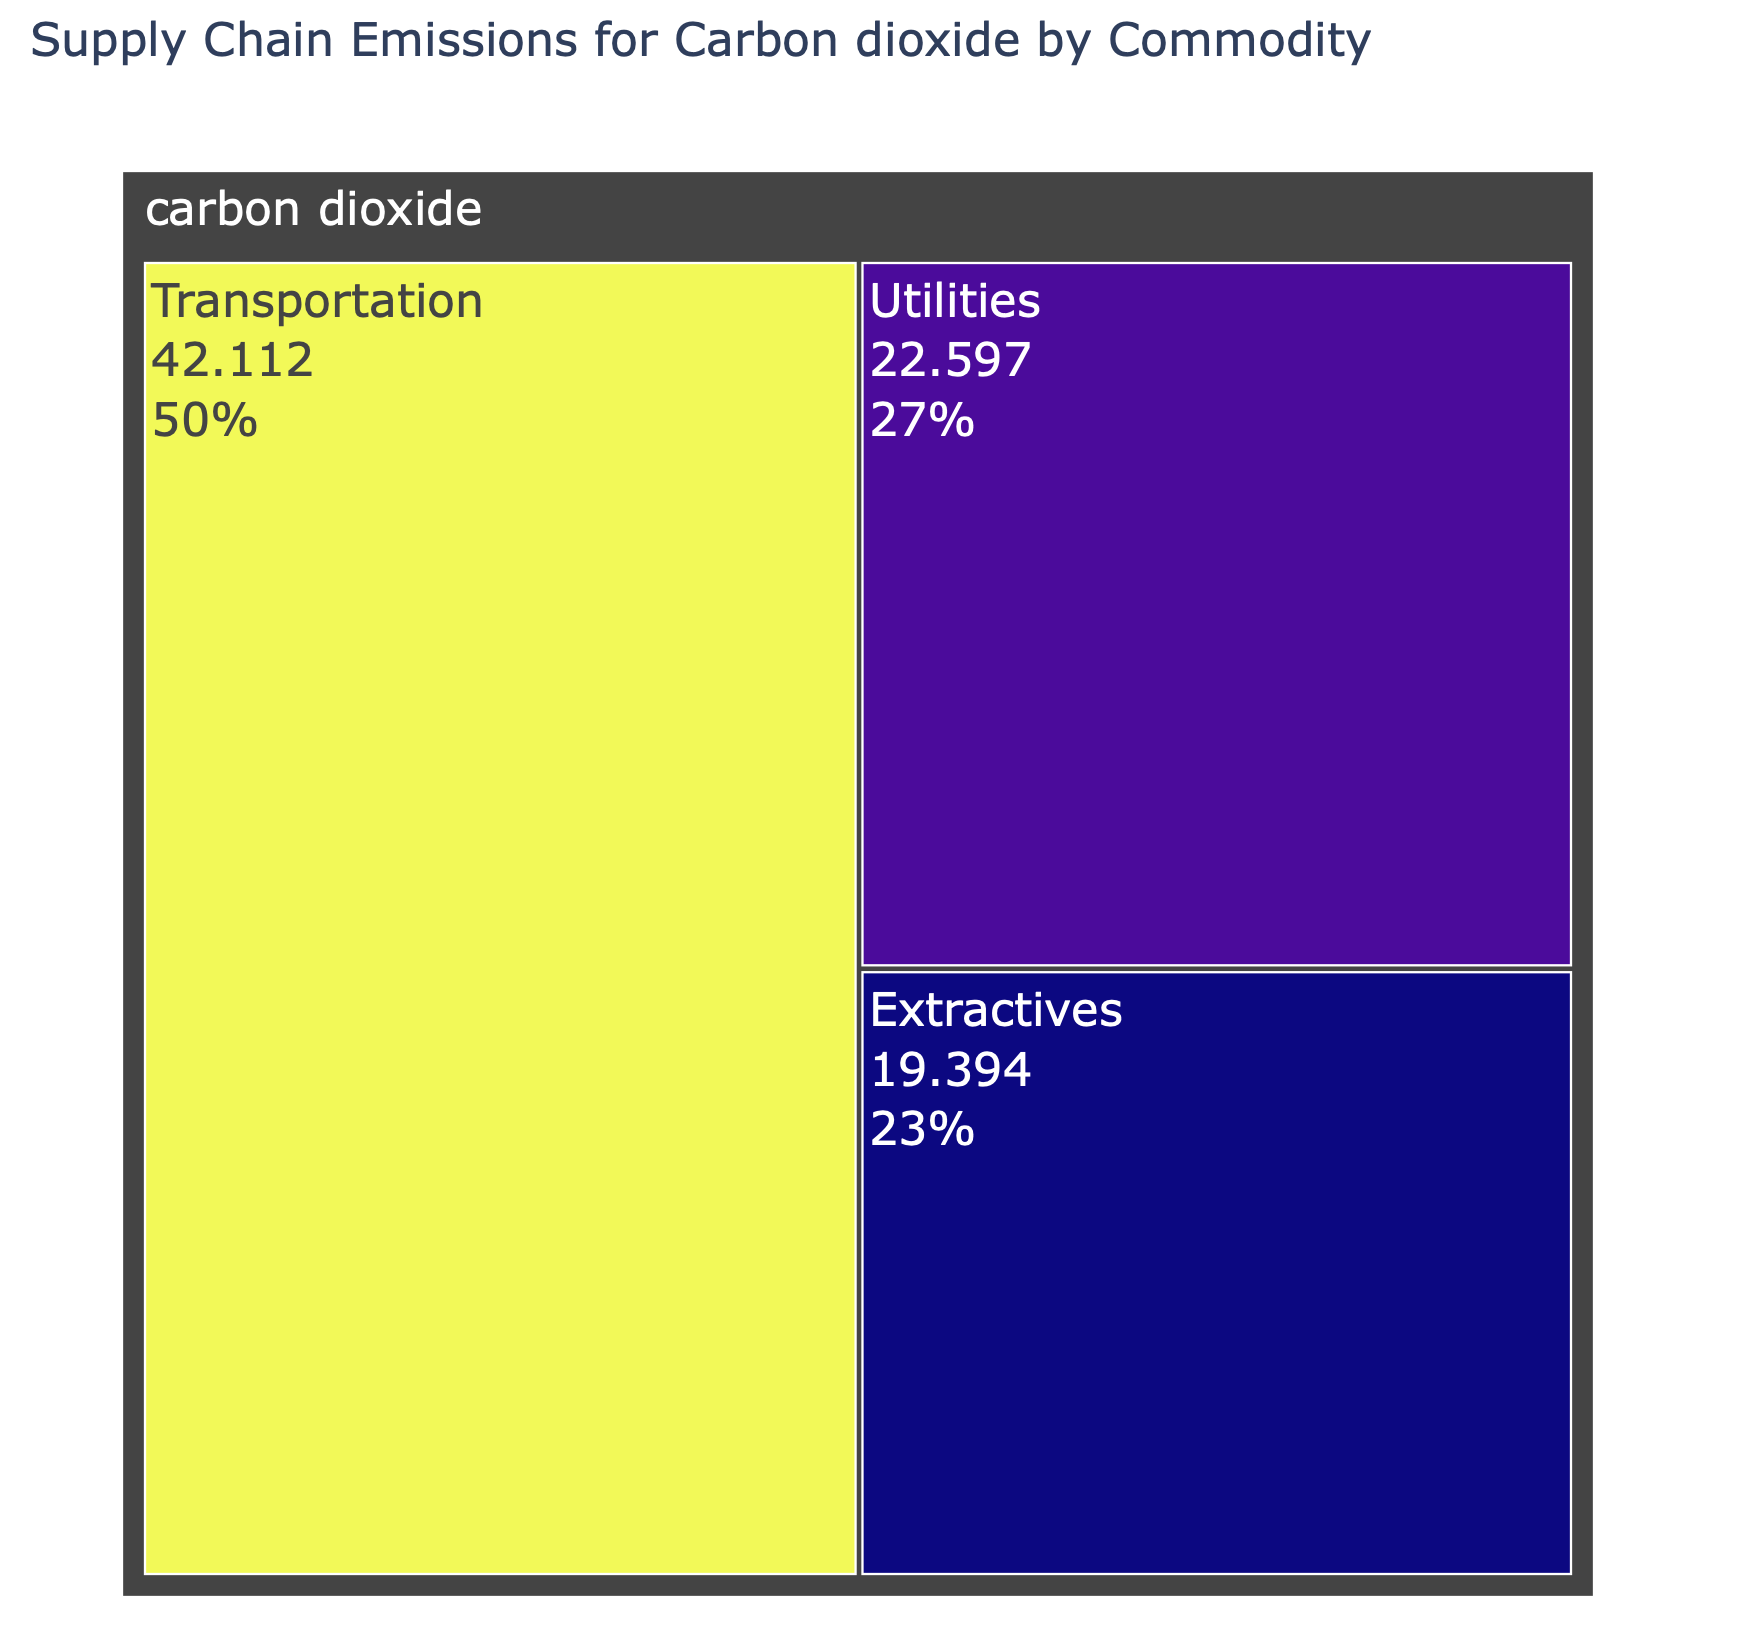 Supply Chain Emissions for Carbon dioxide by Commodity
carbon dioxide
Transportation
42.112
50%
Utilities
22.597
27%
Extractives
19.394
23%